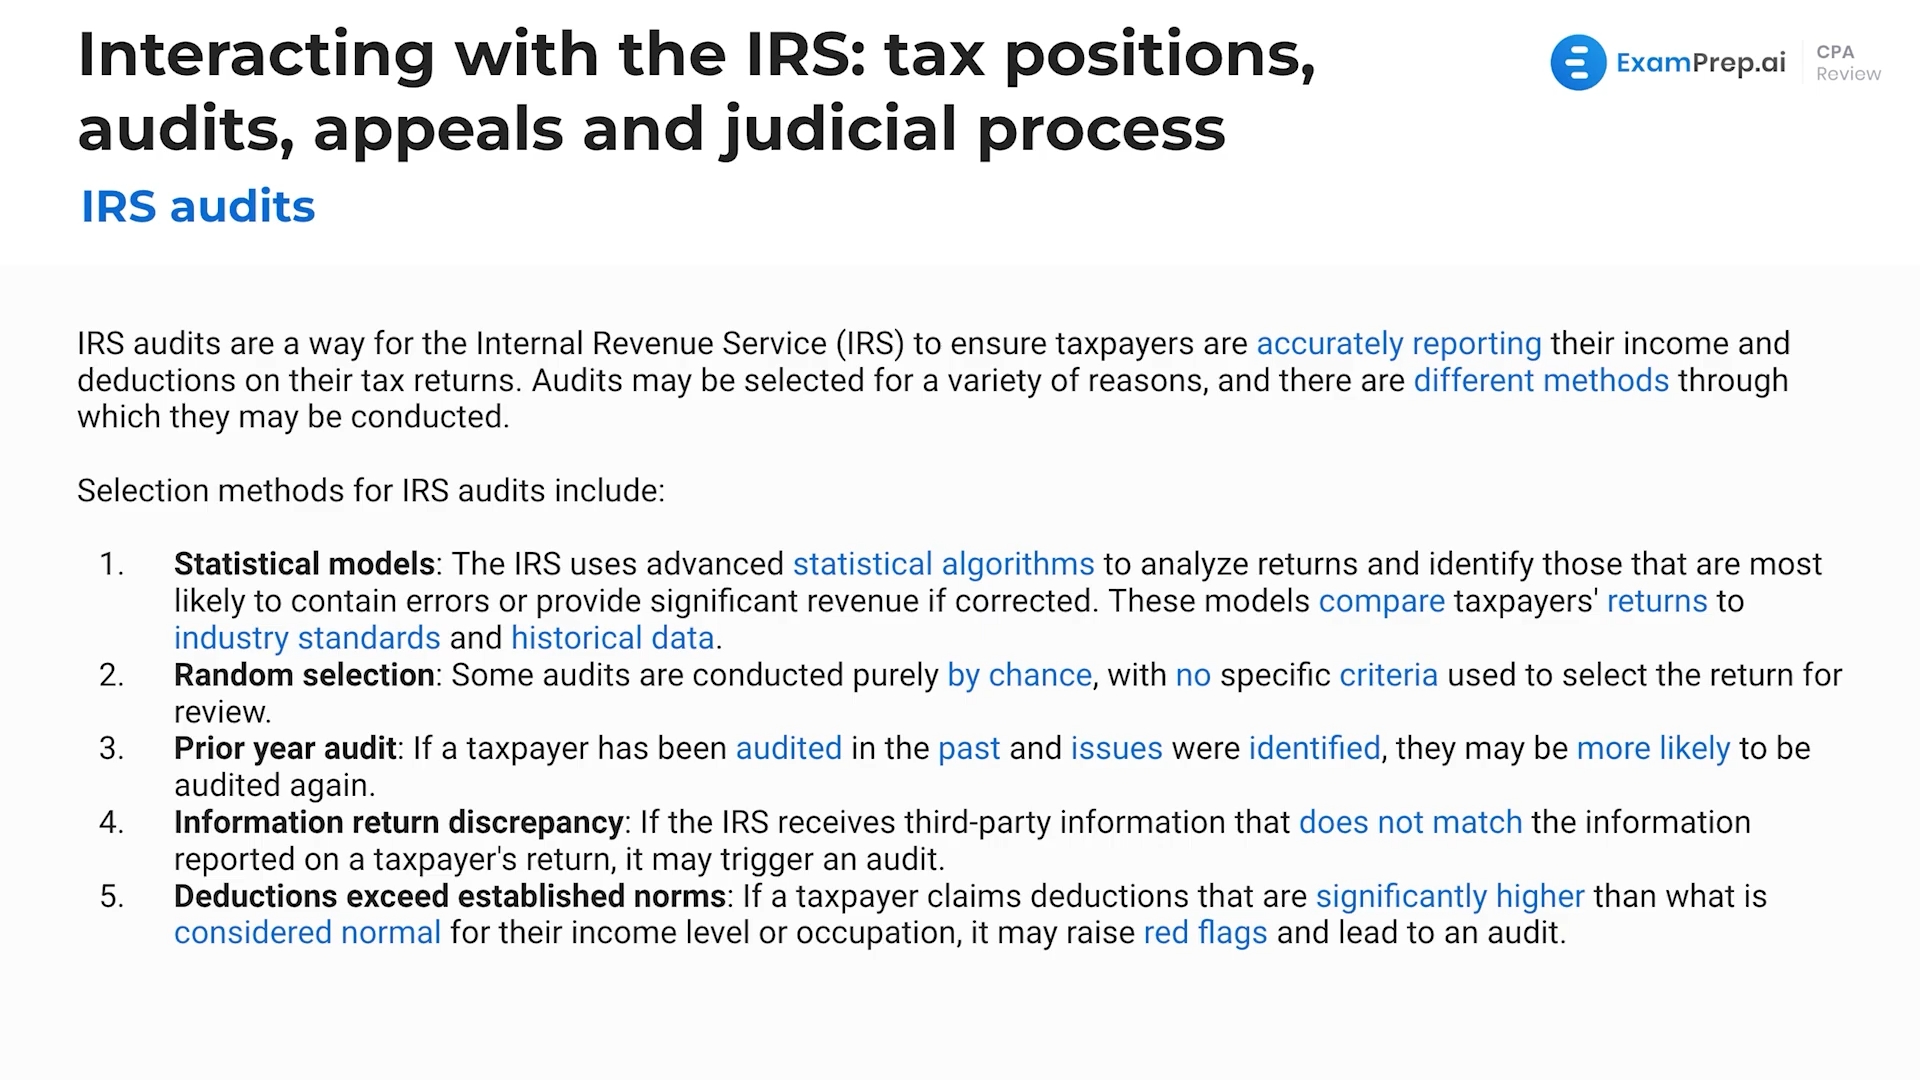 Interacting with the IRS: tax positions,
audits, appeals and judicial process
ExamPrep.ai
CPA
Review
IRS audits
IRS audits are a way for the Internal Revenue Service (IRS) to ensure taxpayers are accurately reporting their income and
deductions on their tax returns. Audits may be selected for a variety of reasons, and there are different methods through
which they may be conducted.
Selection methods for IRS audits include:
1. Statistical models: The IRS uses advanced statistical algorithms to analyze returns and identify those that are most
likely to contain errors or provide significant revenue if corrected. These models compare taxpayers' returns to
industry standards and historical data.
2. Random selection: Some audits are conducted purely by chance, with no specific criteria used to select the return for
review.
3. Prior year audit: If a taxpayer has been audited in the past and issues were identified, they may be more likely to be
audited again.
4. Information return discrepancy: If the IRS receives third-party information that does not match the information
reported on a taxpayer's return, it may trigger an audit.
5. Deductions exceed established norms: If a taxpayer claims deductions that are significantly higher than what is
considered normal for their income level or occupation, it may raise red flags and lead to an audit.